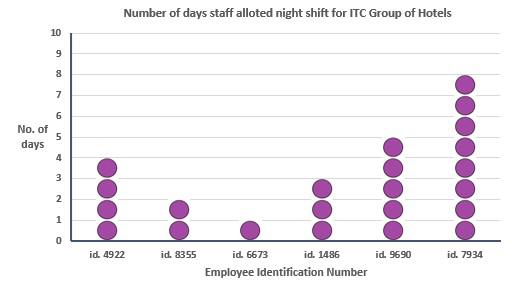 Number of days staff alloted night shift for ITC Group of Hotels
10
9
8
7
6
5
4
3
2
1
0
No. of
days
id. 4922 id. 8355 id. 6673 id. 1486 id. 9690 id. 7934
Employee Identification Number